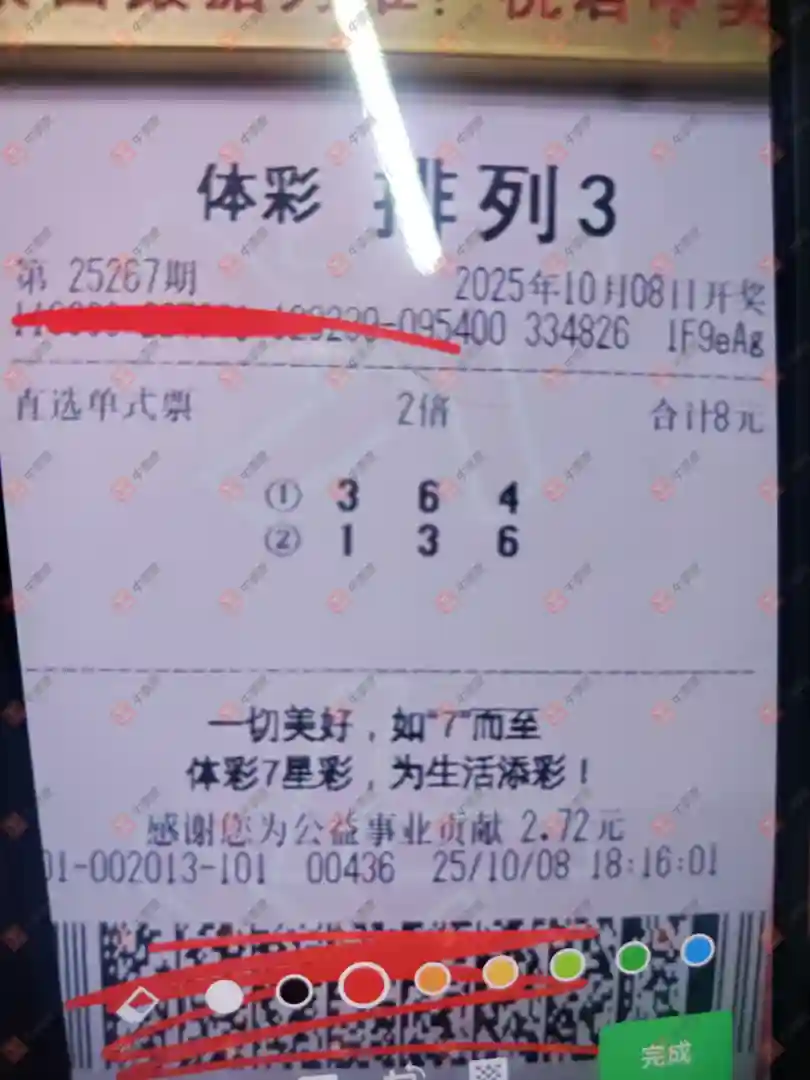 体彩 排列3
第 25267期
2025年10月08日开奖
-095400 334826 1F9eAg
直选单式票 2倍 合计8元
① 3 6 4
② 1 3 6
一切美好，如“7”而至
体彩7星彩，为生活添彩！
感谢您为公益事业贡献 2.72元
01-002013-101 00436 25/10/08 18:16:01
完成